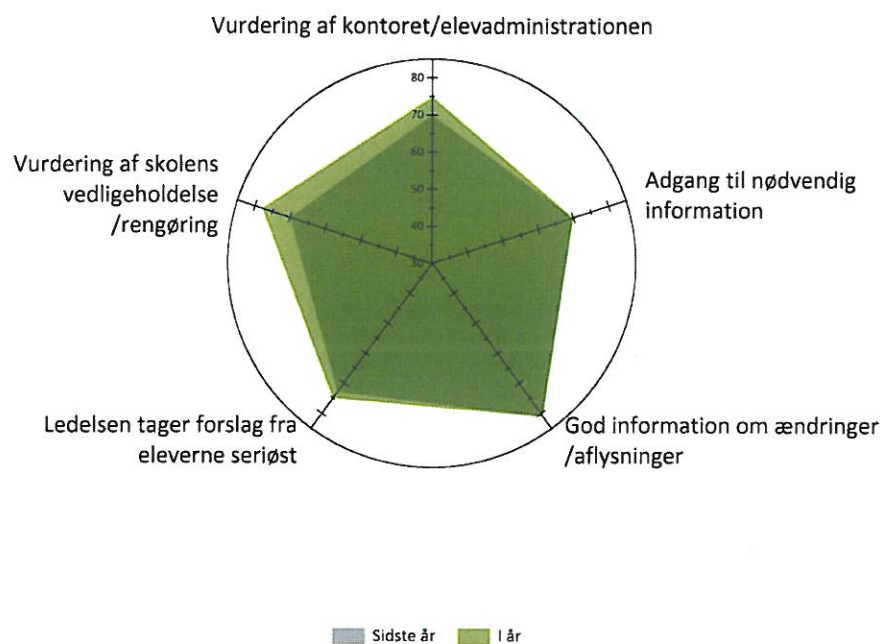 Vurdering af kontoret/elevadministrationen
80
70
60
50
40
30
Vurdering af skolens
vedligeholdelse
/rengøring
Adgang til nødvendig
information
Ledelsen tager forslag fra
eleverne seriøst
God information om ændringer
/aflysninger
Sidste år
I år